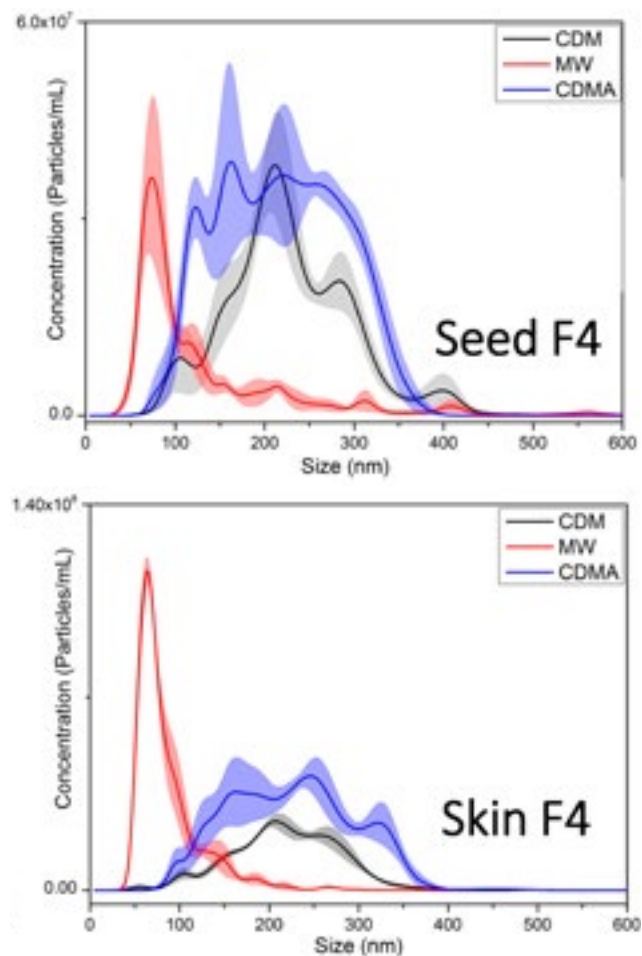 6.0x10⁷
CDM
MW
CDMA
Concentration (Particles/mL)
Seed F4
0.0
0 100 200 300 400 500 600
Size (nm)
1.40x10⁸
CDM
MW
CDMA
Concentration (Particles/mL)
Skin F4
0.00
0 100 200 300 400 500 600
Size (nm)